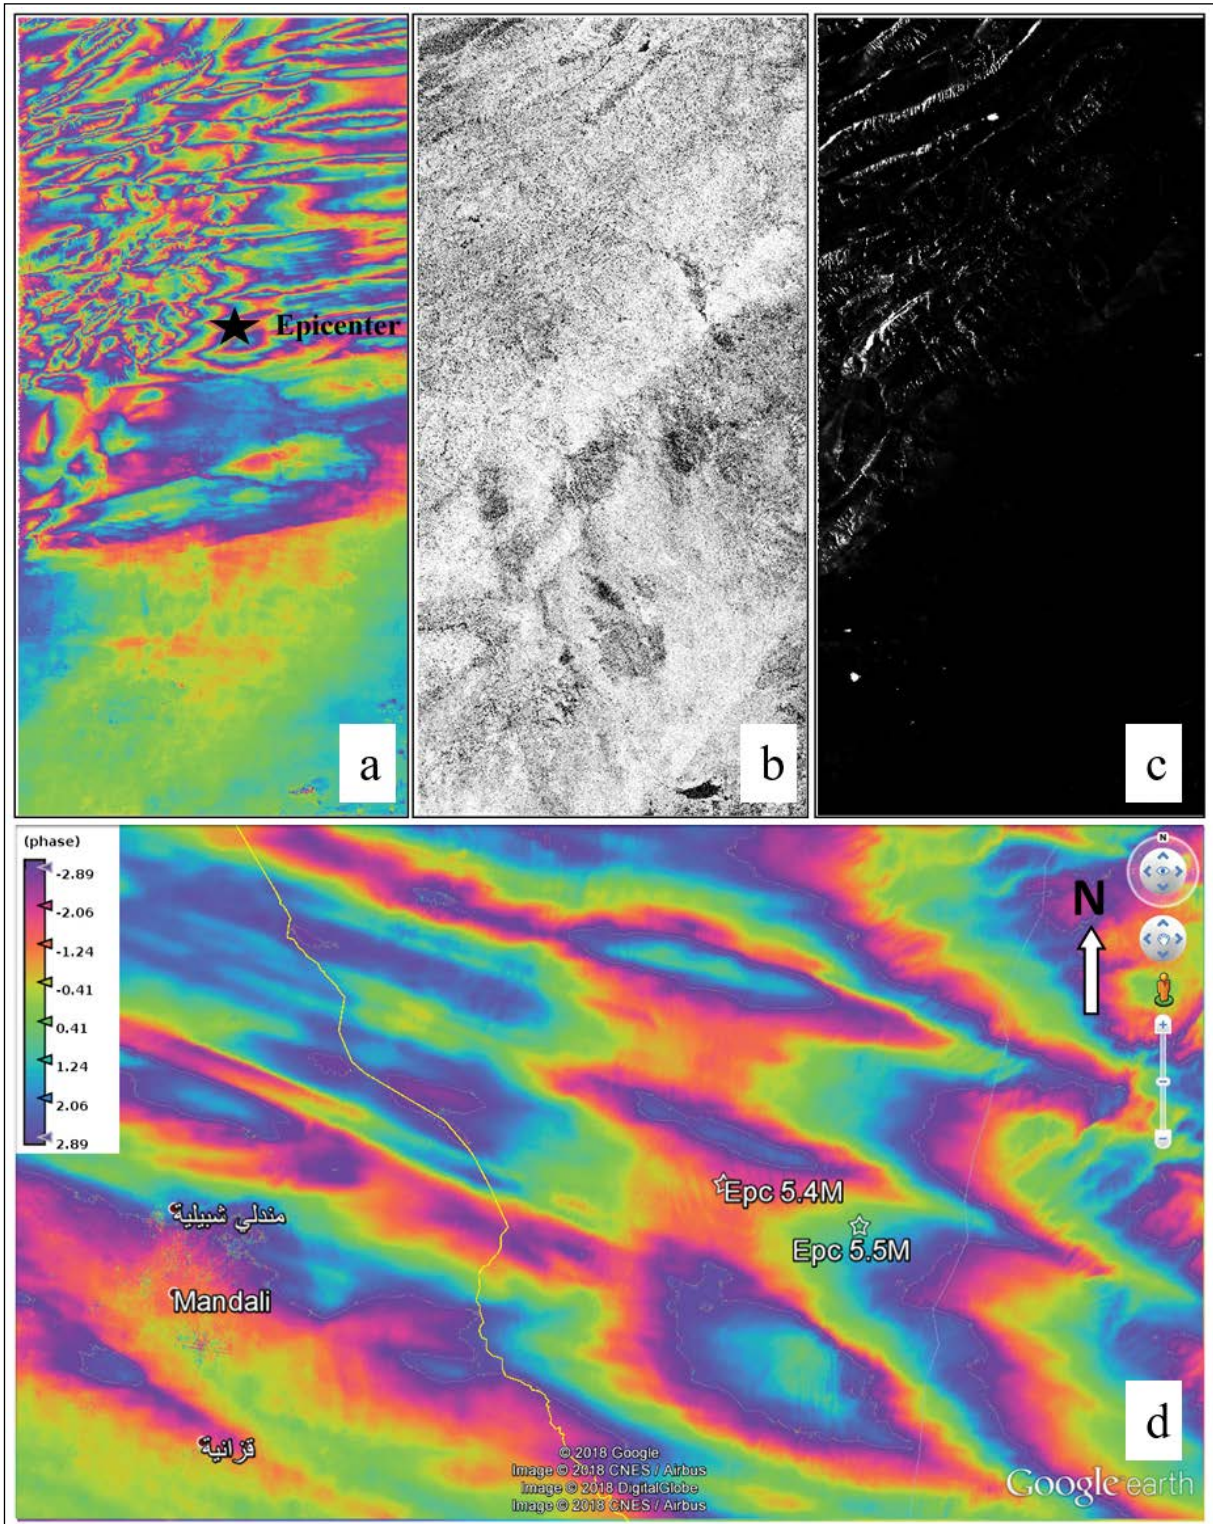 Epicenter
a
b
c
(phase)
-2.89
-2.06
-1.24
-0.41
0.41
1.24
2.06
2.89
N
N
Epc 5.4M
Epc 5.5M
مندلي شبيلية
Mandali
قزانية
d
© 2018 Google
Image © 2018 CNES / Airbus
Image © 2018 DigitalGlobe
Image © 2018 CNES / Airbus
Google earth